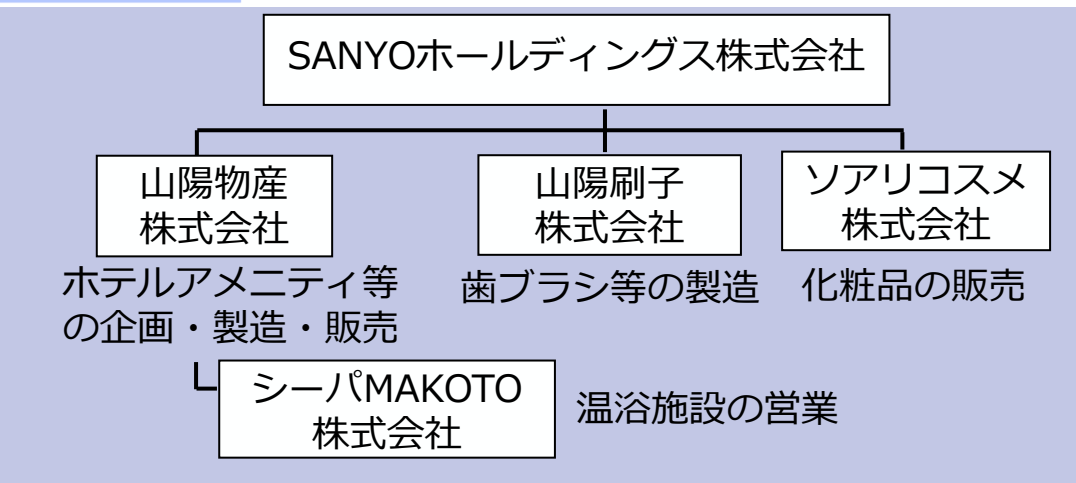 SANYOホールディングス株式会社
山陽物産
株式会社
ホテルアメニティ等
の企画・製造・販売
山陽刷子
株式会社
歯ブラシ等の製造
ソアリコスメ
株式会社
化粧品の販売
シーパMAKOTO
株式会社
温浴施設の営業